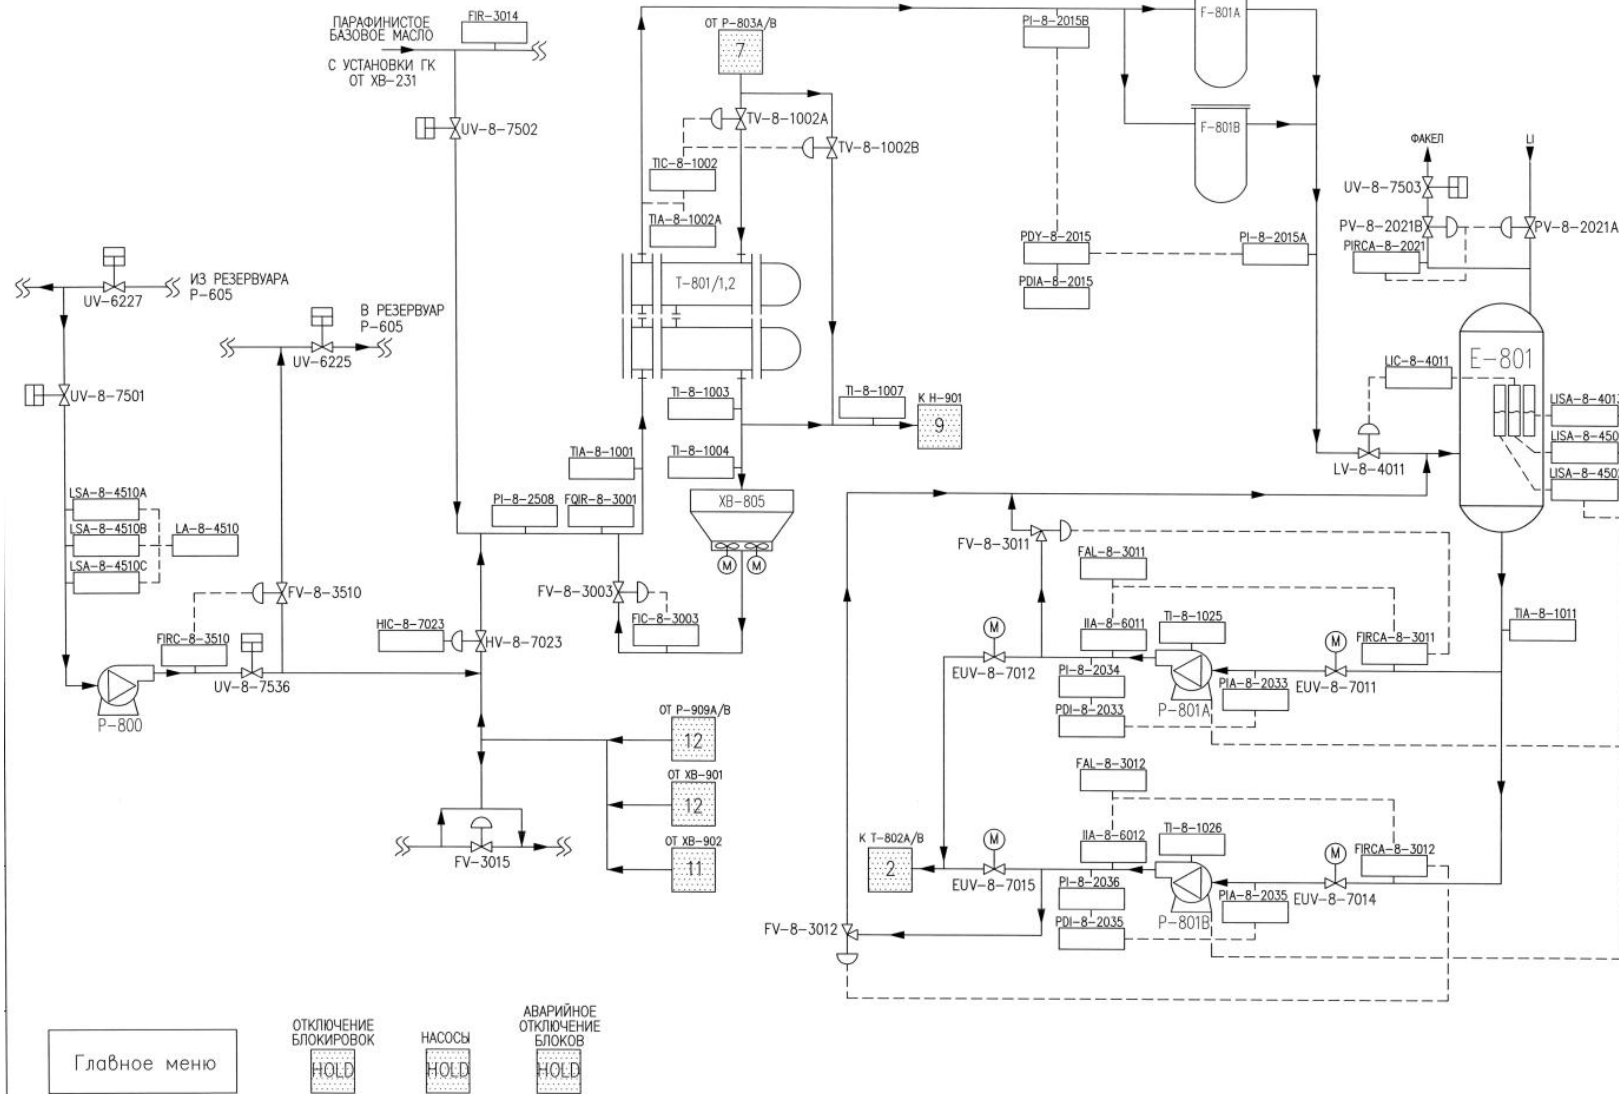 ПАРАФИНИСТОЕ
БАЗОВОЕ МАСЛО
С УСТАНОВКИ ГК
ОТ ХВ-231
FIR-3014
UV-8-7502
ОТ Р-803А/В
7
TV-8-1002A
TV-8-1002B
TIC-8-1002
TIA-8-1002A
T-801/1,2
PI-8-2015B
F-801A
F-801B
PDY-8-2015
PDIA-8-2015
PI-8-2015A
ФАКЕЛ
LI
UV-8-7503
PV-8-2021B
PV-8-2021A
PIRCA-8-2021
E-801
LIC-8-4011
LV-8-4011
LISA-8-4013
LISA-8-450
LISA-8-450
UV-6227
ИЗ РЕЗЕРВУАРА
Р-605
В РЕЗЕРВУАР
Р-605
UV-6225
UV-8-7501
LSA-8-4510A
LSA-8-4510B
LSA-8-4510C
LA-8-4510
FV-8-3510
FIRC-8-3510
UV-8-7536
P-800
HIC-8-7023
HV-8-7023
TI-8-1003
TI-8-1004
TI-8-1007
К Н-901
9
TIA-8-1001
PI-8-2508
FQIR-8-3001
ХВ-805
M
M
FV-8-3003
FIC-8-3003
ОТ Р-909А/В
12
ОТ ХВ-901
12
ОТ ХВ-902
11
FV-3015
FV-8-3011
FAL-8-3011
IIA-8-6011
TI-8-1025
FIRCA-8-3011
TIA-8-1011
M
EUV-8-7012
PI-8-2034
PDI-8-2033
P-801A
PIA-8-2033
M
EUV-8-7011
FAL-8-3012
IIA-8-6012
TI-8-1026
FIRCA-8-3012
К Т-802А/В
2
M
EUV-8-7015
PI-8-2036
PDI-8-2035
P-801B
PIA-8-2035
M
EUV-8-7014
FV-8-3012
Главное меню
ОТКЛЮЧЕНИЕ
БЛОКИРОВОК
HOLD
НАСОСЫ
HOLD
АВАРИЙНОЕ
ОТКЛЮЧЕНИЕ
БЛОКОВ
HOLD